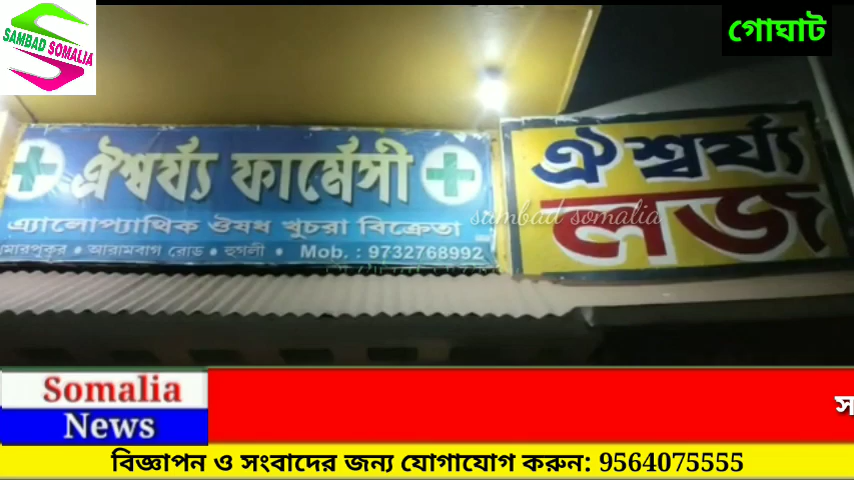 SAMBAD SOMALIA
গোঘাট
ঐশ্বর্য্য ফার্মেসী
এ্যালোপ্যাথিক ঔষধ খুচরা বিক্রেতা
মারপুকুর • আরামবাগ রোড • হুগলী • Mob. : 9732768992
ঐশ্বর্য্য
লজ
sambad somalia
স
Somalia
News
বিজ্ঞাপন ও সংবাদের জন্য যোগাযোগ করুন: 9564075555